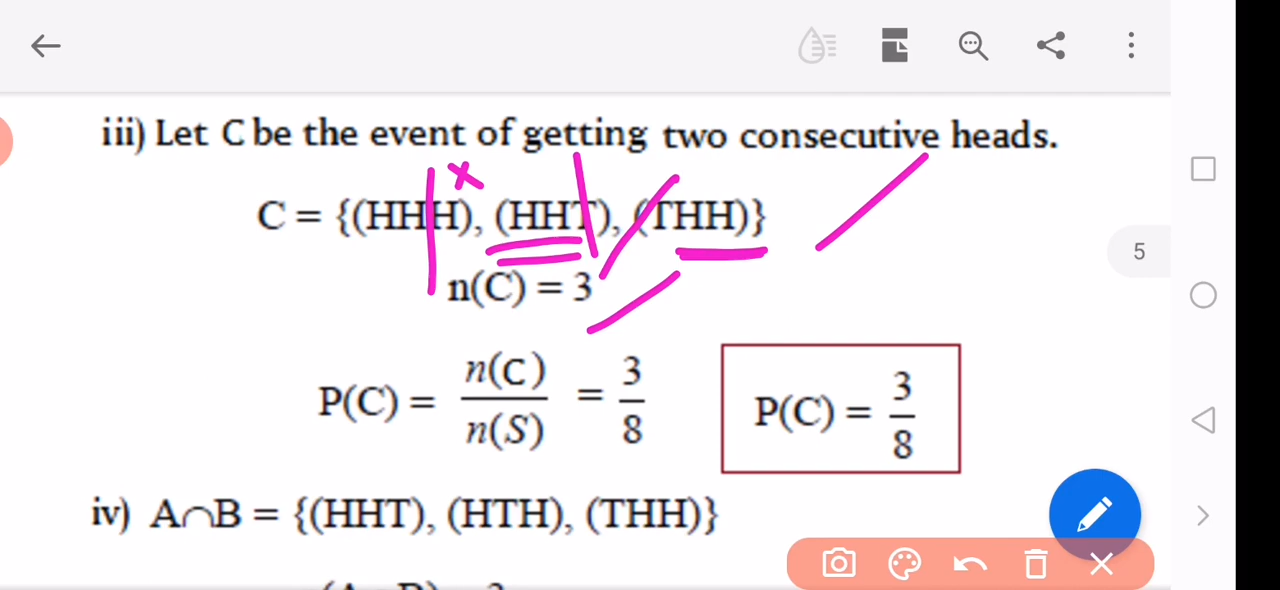 iii) Let C be the event of getting two consecutive heads.
C = {(HHH), (HHT), (THH)}
5
n(C) = 3
P(C) = n(C)/n(S) = 3/8
P(C) = 3/8
iv) A∩B = {(HHT), (HTH), (THH)}